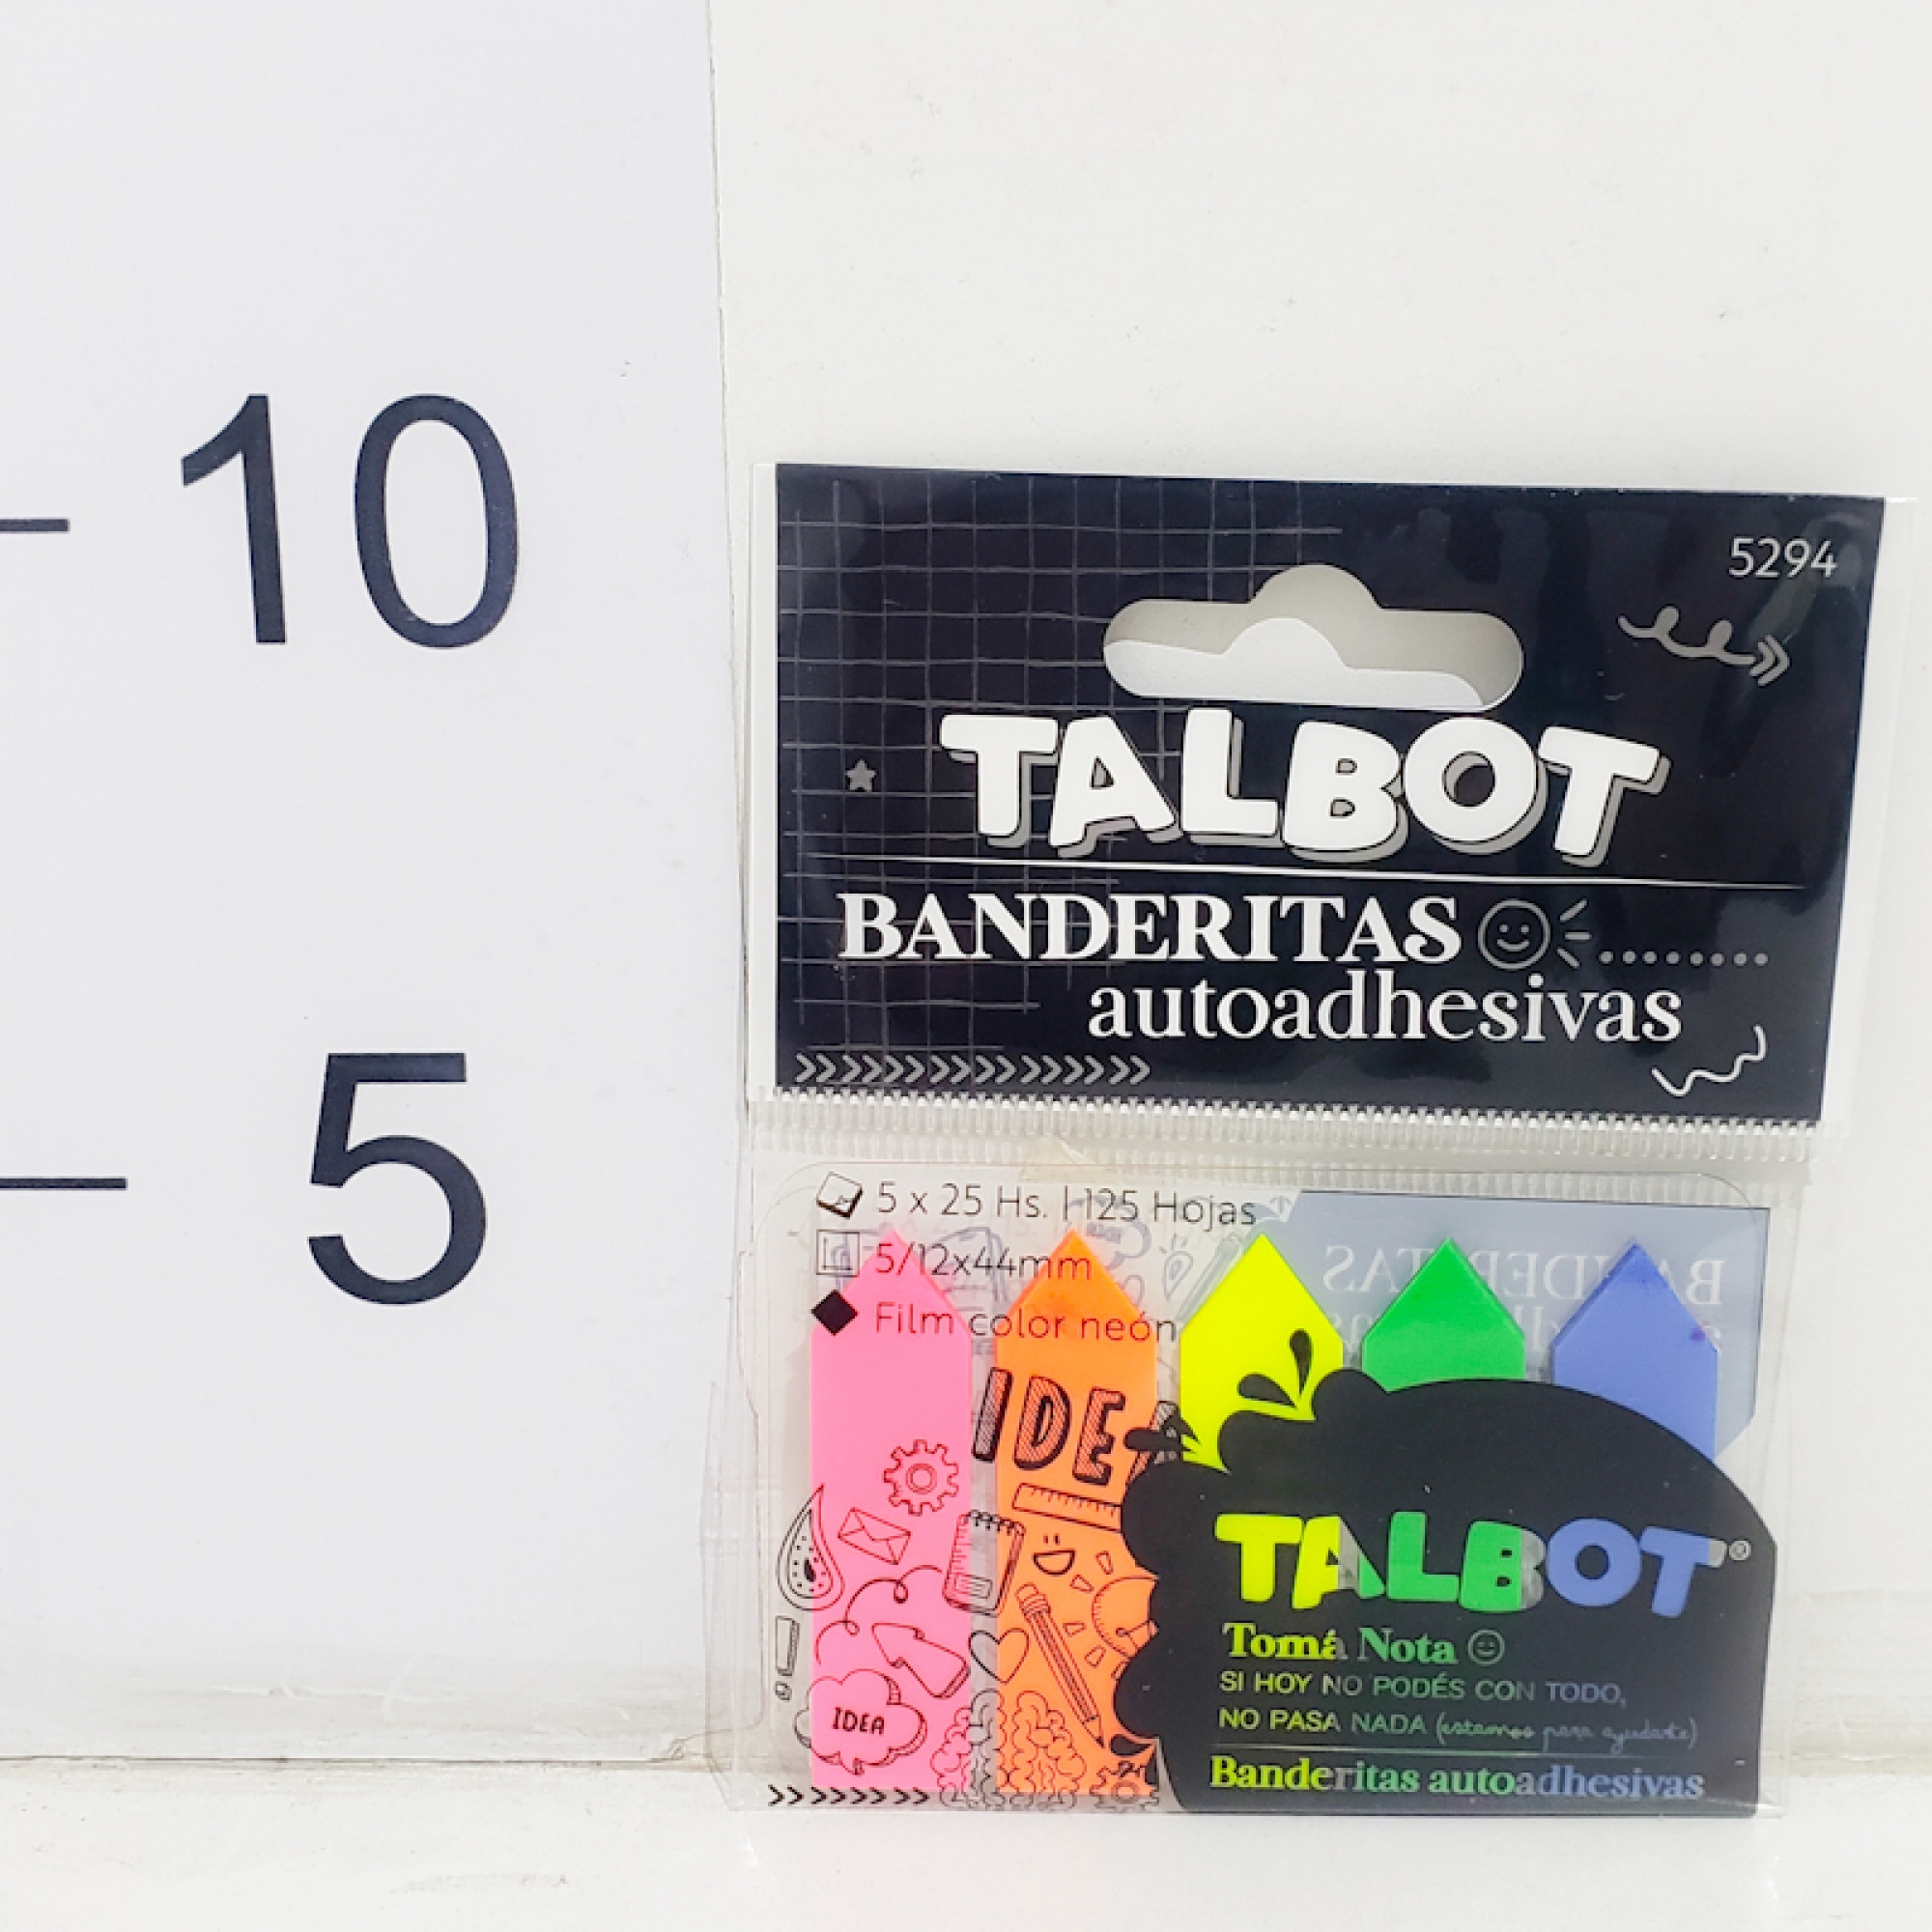 10
5
5294
TALBOT
BANDERITAS
autoadhesivas
5 x 25 Hs. | 125 Hojas
5/12x44mm
Film color neón
IDEA
TALBOT®
Tomá Nota
SI HOY NO PODÉS CON TODO,
NO PASA NADA (estamos para ayudarte)
IDEA
Banderitas autoadhesivas